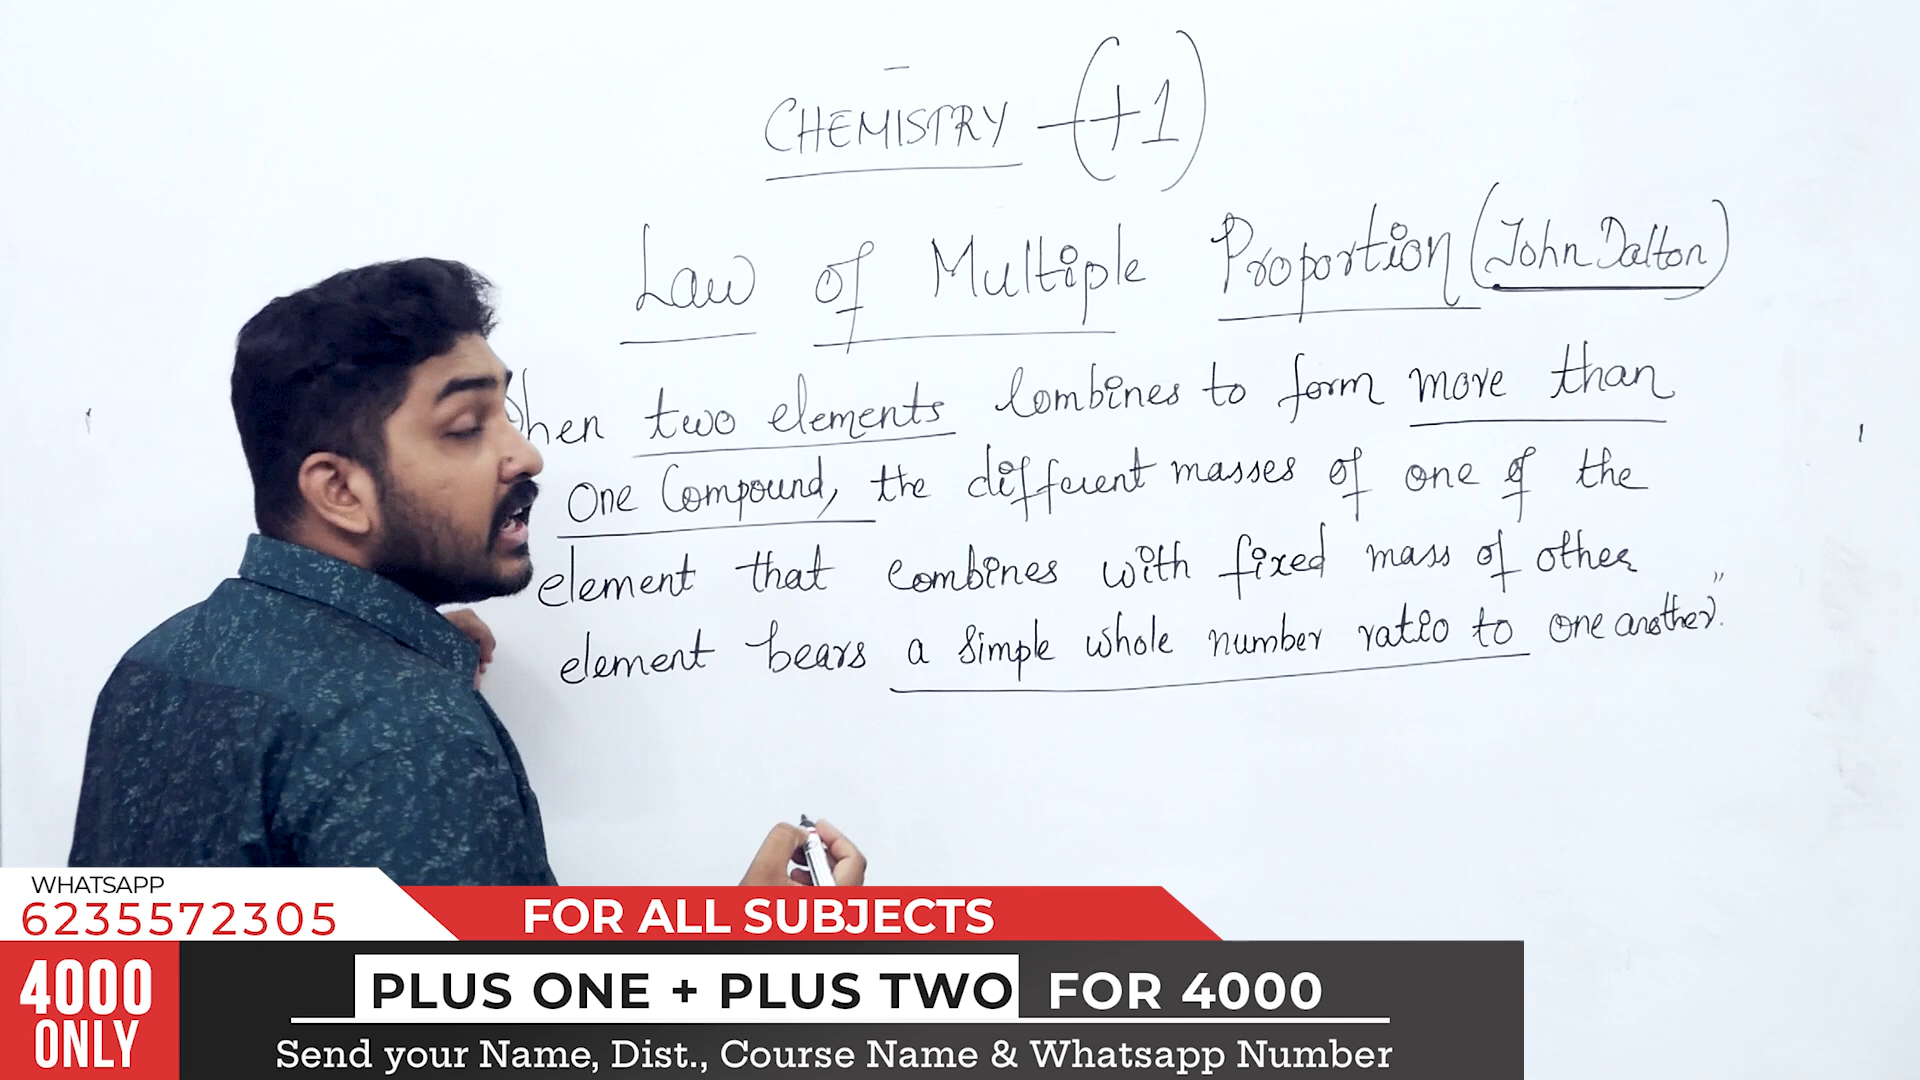 CHEMISTRY - (+1)
Law of Multiple Proportion (John Dalton)
hen two elements Combines to form more than
One Compound, the different masses of one of the
element that combines with fixed mass of other
element bears a simple whole number ratio to one another."
WHATSAPP
6235572305
FOR ALL SUBJECTS
4000
ONLY
PLUS ONE + PLUS TWO FOR 4000
Send your Name, Dist., Course Name & Whatsapp Number